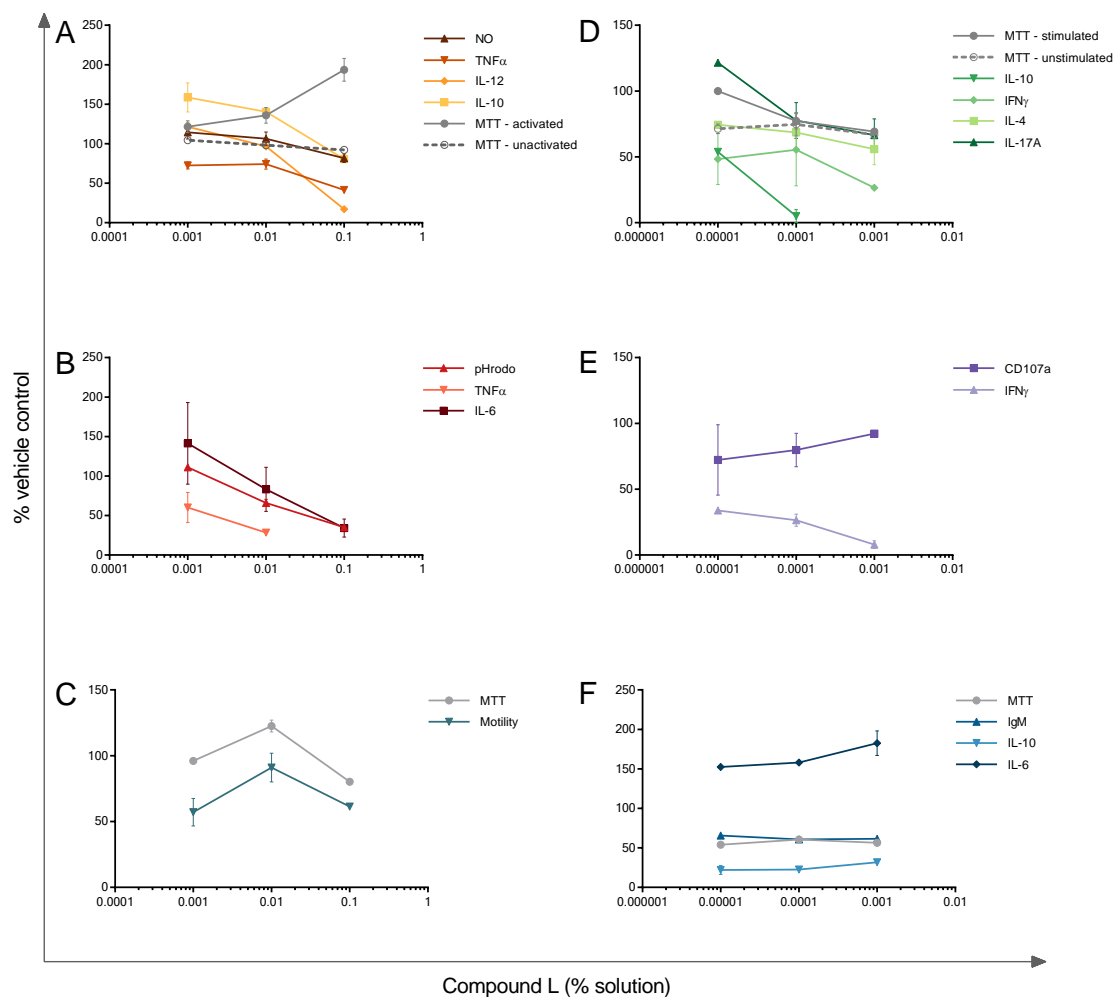 A
250
200
150
100
50
0
0.0001
0.001
0.01
0.1
1
NO
TNFα
IL-12
IL-10
MTT - activated
MTT - unactivated
D
150
100
50
0
0.000001
0.00001
0.0001
0.001
0.01
MTT - stimulated
MTT - unstimulated
IL-10
IFNγ
IL-4
IL-17A
B
250
200
150
100
50
0
0.0001
0.001
0.01
0.1
1
pHrodo
TNFα
IL-6
E
150
100
50
0
0.000001
0.00001
0.0001
0.001
0.01
CD107a
IFNγ
C
150
100
50
0
0.0001
0.001
0.01
0.1
1
MTT
Motility
F
250
200
150
100
50
0
0.000001
0.00001
0.0001
0.001
0.01
MTT
IgM
IL-10
IL-6
% vehicle control
Compound L (% solution)